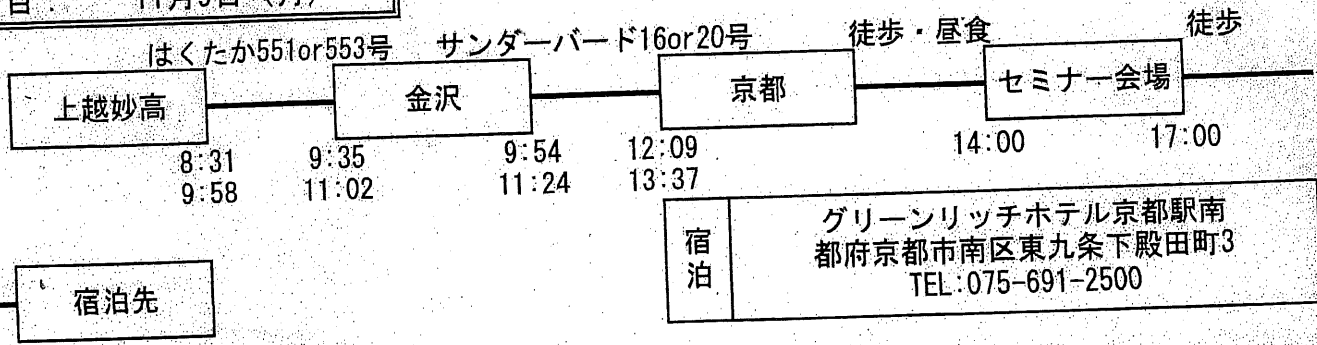 目: 11月5日（月）
はくたか551or553号 サンダーバード16or20号 徒歩・昼食 徒歩
上越妙高 金沢 京都 セミナー会場
8:31 9:35 9:54 12:09 14:00 17:00
9:58 11:02 11:24 13:37
宿泊
グリーンリッチホテル京都駅南
都府京都市南区東九条下殿田町3
TEL:075-691-2500
宿泊先